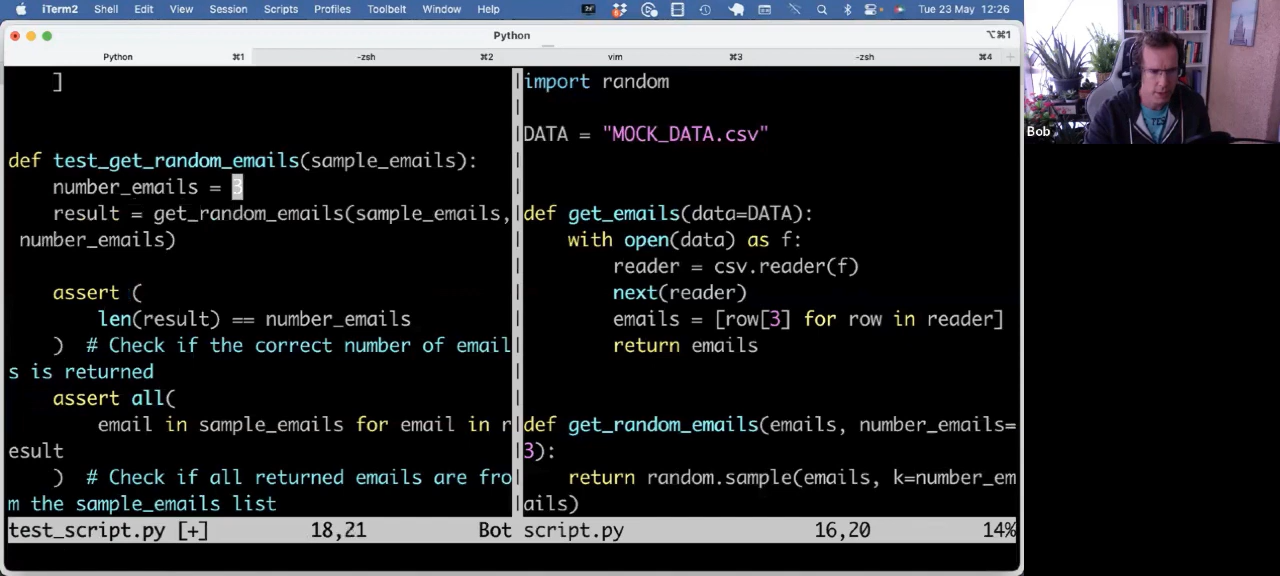 iTerm2 Shell Edit View Session Scripts Profiles Toolbelt Window Help Tue 23 May 12:26
Python ⌥⌘1
Python ⌘1 -zsh ⌘2 vim ⌘3 -zsh ⌘4
]
def test_get_random_emails(sample_emails):
number_emails = 3
result = get_random_emails(sample_emails,
number_emails)
assert (
len(result) == number_emails
) # Check if the correct number of email
s is returned
assert all(
email in sample_emails for email in r
esult
) # Check if all returned emails are fro
m the sample_emails list
test_script.py [+] 18,21 Bot
import random
DATA = "MOCK_DATA.csv"
def get_emails(data=DATA):
with open(data) as f:
reader = csv.reader(f)
next(reader)
emails = [row[3] for row in reader]
return emails
def get_random_emails(emails, number_emails=
3):
return random.sample(emails, k=number_em
ails)
script.py 16,20 14%
Bob